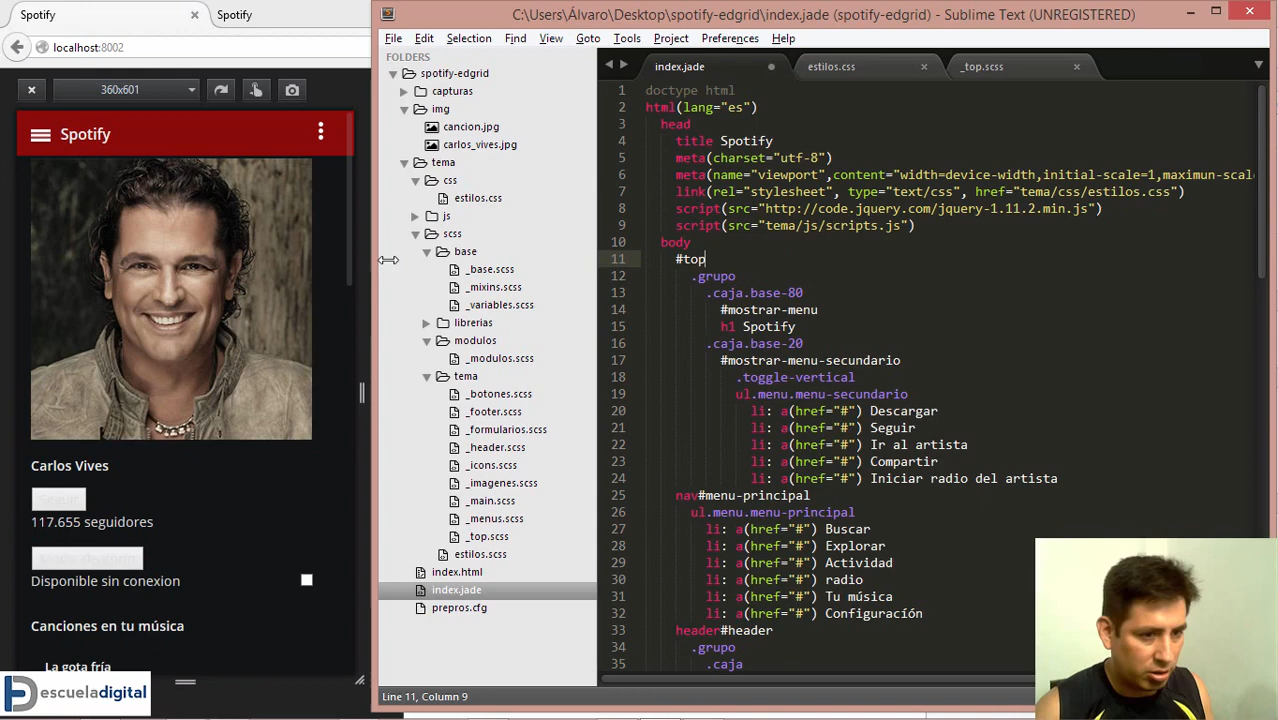 Spotify
Spotify
localhost:8002
360x601
Spotify
Carlos Vives
Seguir
117.655 seguidores
Disponible sin conexion
Canciones en tu música
La gota fría
escueladigital
C:\Users\Álvaro\Desktop\spotify-edgrid\index.jade (spotify-edgrid) - Sublime Text (UNREGISTERED)
File Edit Selection Find View Goto Tools Project Preferences Help
FOLDERS
spotify-edgrid
capturas
img
cancion.jpg
carlos_vives.jpg
tema
css
estilos.css
js
scss
base
_base.scss
_mixins.scss
_variables.scss
librerias
modulos
_modulos.scss
tema
_botones.scss
_footer.scss
_formularios.scss
_header.scss
_icons.scss
_imagenes.scss
_main.scss
_menus.scss
_top.scss
estilos.scss
index.html
index.jade
prepros.cfg
index.jade estilos.css _top.scss
1 doctype html
2 html(lang="es")
3 head
4 title Spotify
5 meta(charset="utf-8")
6 meta(name="viewport",content="width=device-width,initial-scale=1,maximun-scale
7 link(rel="stylesheet", type="text/css", href="tema/css/estilos.css")
8 script(src="http://code.jquery.com/jquery-1.11.2.min.js")
9 script(src="tema/js/scripts.js")
10 body
11 #top
12 .grupo
13 .caja.base-80
14 #mostrar-menu
15 h1 Spotify
16 .caja.base-20
17 #mostrar-menu-secundario
18 .toggle-vertical
19 ul.menu.menu-secundario
20 li: a(href="#") Descargar
21 li: a(href="#") Seguir
22 li: a(href="#") Ir al artista
23 li: a(href="#") Compartir
24 li: a(href="#") Iniciar radio del artista
25 nav#menu-principal
26 ul.menu.menu-principal
27 li: a(href="#") Buscar
28 li: a(href="#") Explorar
29 li: a(href="#") Actividad
30 li: a(href="#") radio
31 li: a(href="#") Tu música
32 li: a(href="#") Configuración
33 header#header
34 .grupo
35 .caja
Line 11, Column 9